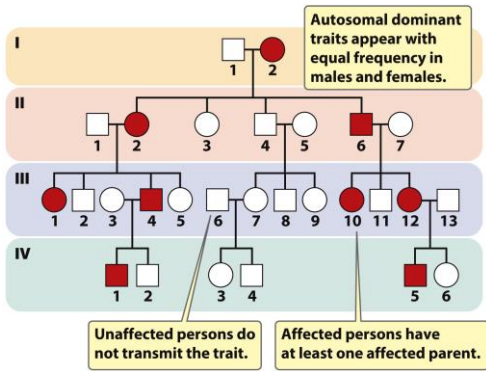 Autosomal dominant
traits appear with
equal frequency in
males and females.
I
1 2
II
1 2 3 4 5 6 7
III
1 2 3 4 5 6 7 8 9 10 11 12 13
IV
1 2 3 4 5 6
Unaffected persons do
not transmit the trait.
Affected persons have
at least one affected parent.